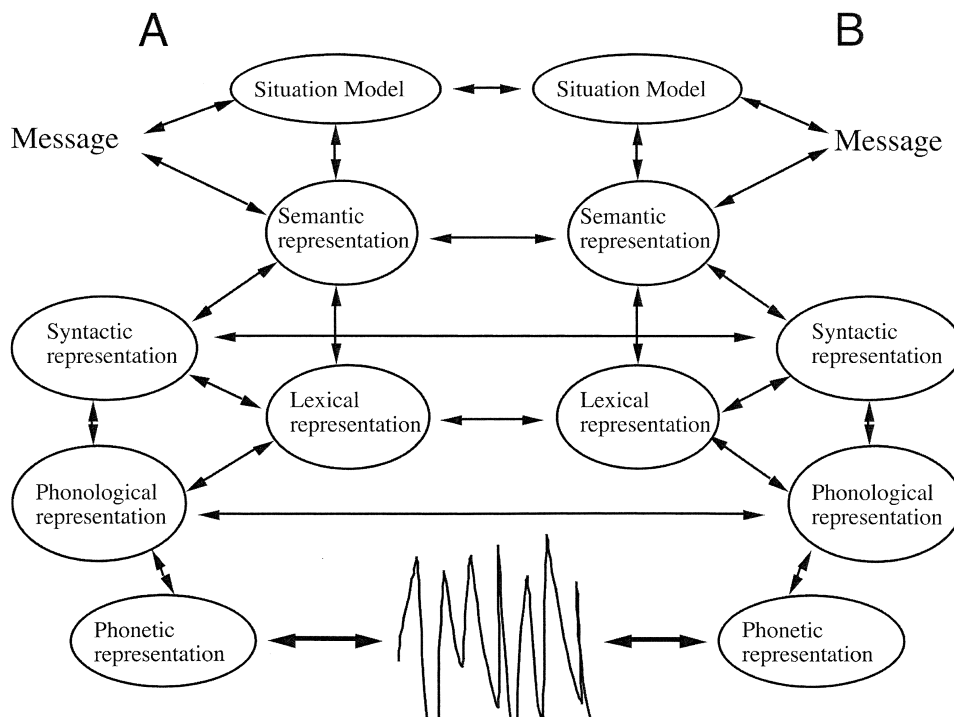 A
B
Situation Model
Situation Model
Message
Message
Semantic
representation
Semantic
representation
Syntactic
representation
Syntactic
representation
Lexical
representation
Lexical
representation
Phonological
representation
Phonological
representation
Phonetic
representation
Phonetic
representation